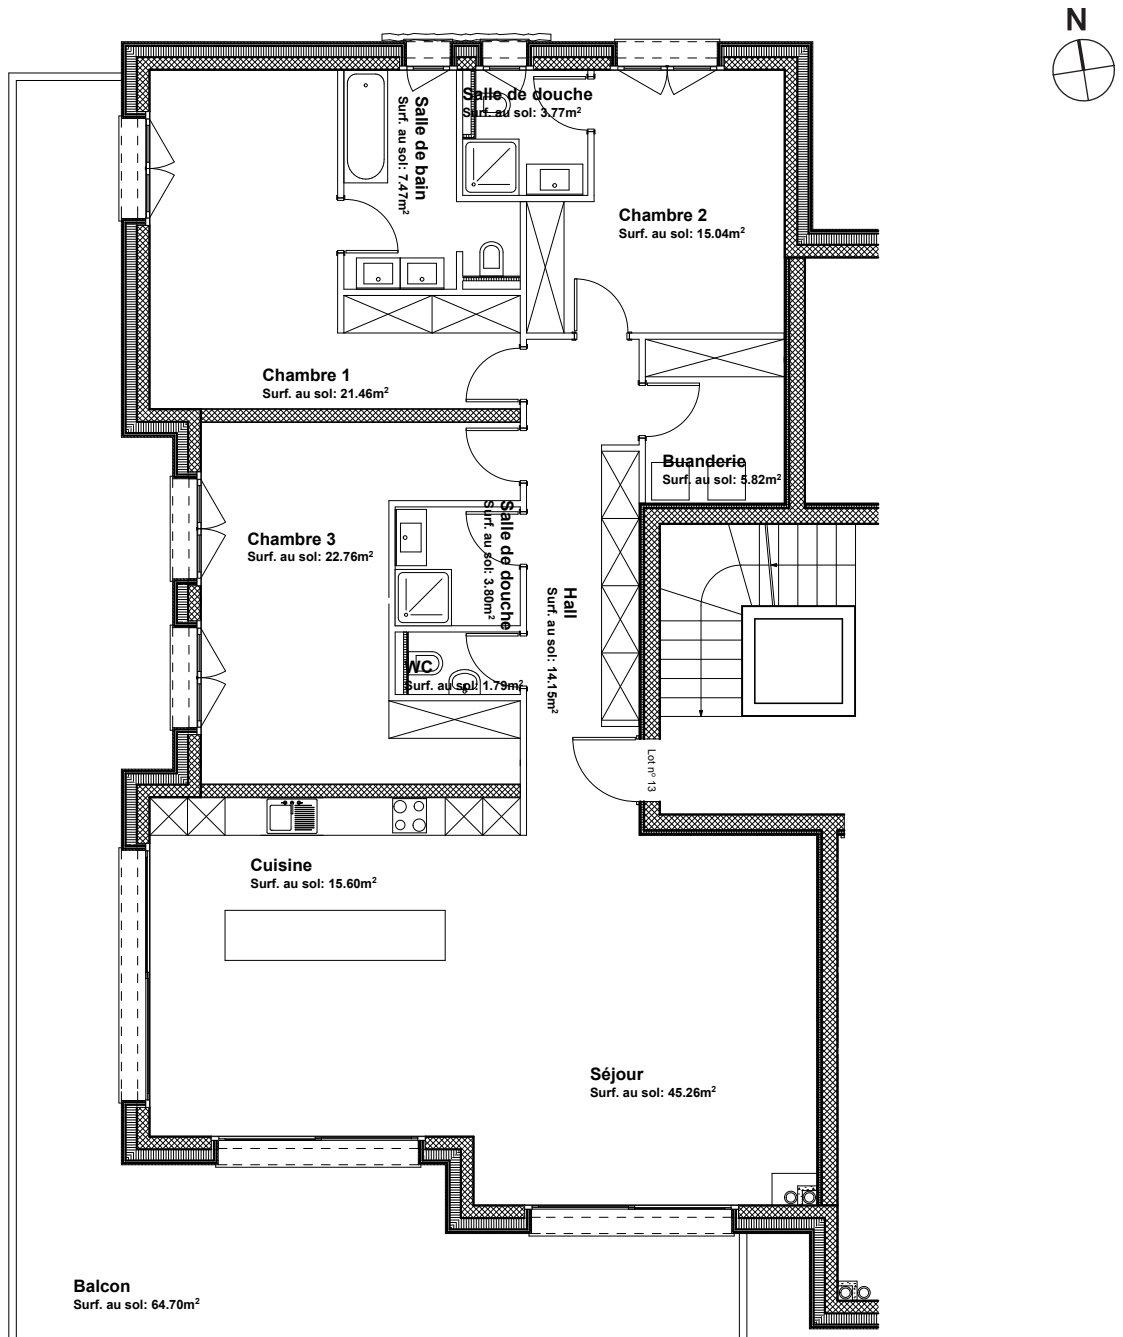 N
Salle de bain
Surf. au sol: 7.47m²
Salle de douche
Surf. au sol: 3.77m²
Chambre 2
Surf. au sol: 15.04m²
Chambre 1
Surf. au sol: 21.46m²
Buanderie
Surf. au sol: 5.82m²
Chambre 3
Surf. au sol: 22.76m²
Salle de douche
Surf. au sol: 3.80m²
Hall
Surf. au sol: 14.15m²
WC
Surf. au sol: 1.79m²
Lot nº 13
Cuisine
Surf. au sol: 15.60m²
Séjour
Surf. au sol: 45.26m²
Balcon
Surf. au sol: 64.70m²